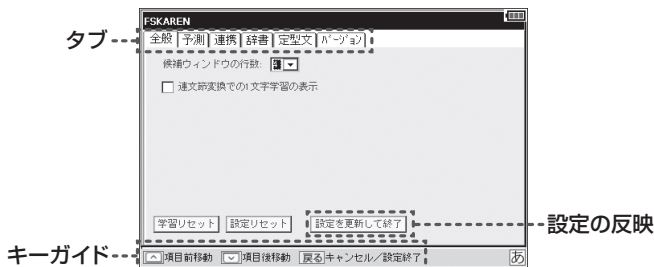 FSKAREN
タブ
全般 予測 連携 辞書 定型文 バージョン
候補ウィンドウの行数:
連文節変換での1文字学習の表示
学習リセット 設定リセット 設定を更新して終了
設定の反映
キーガイド
項目前移動 項目後移動 戻る キャンセル/設定終了 あ